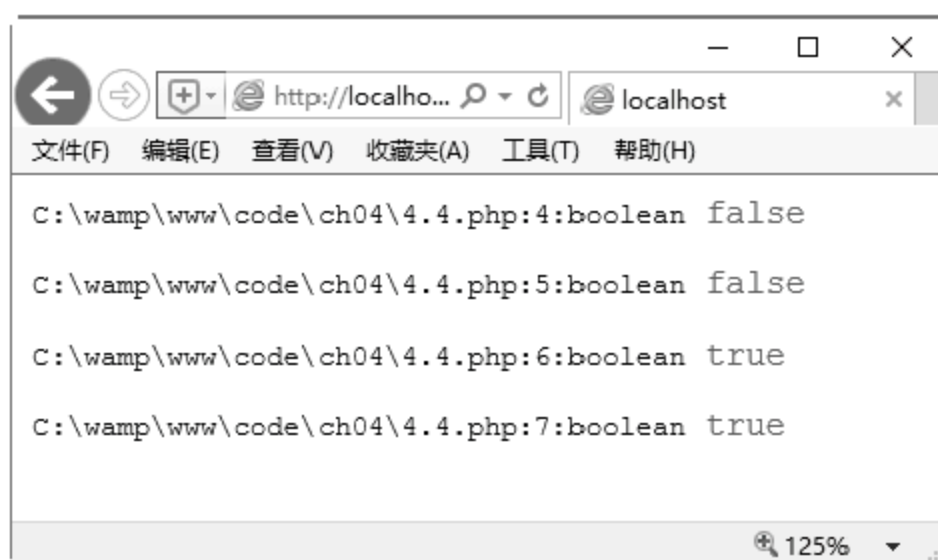 http://localho...
localhost
文件(F) 编辑(E) 查看(V) 收藏夹(A) 工具(T) 帮助(H)
C:\wamp\www\code\ch04\4.4.php:4:boolean false
C:\wamp\www\code\ch04\4.4.php:5:boolean false
C:\wamp\www\code\ch04\4.4.php:6:boolean true
C:\wamp\www\code\ch04\4.4.php:7:boolean true
125%